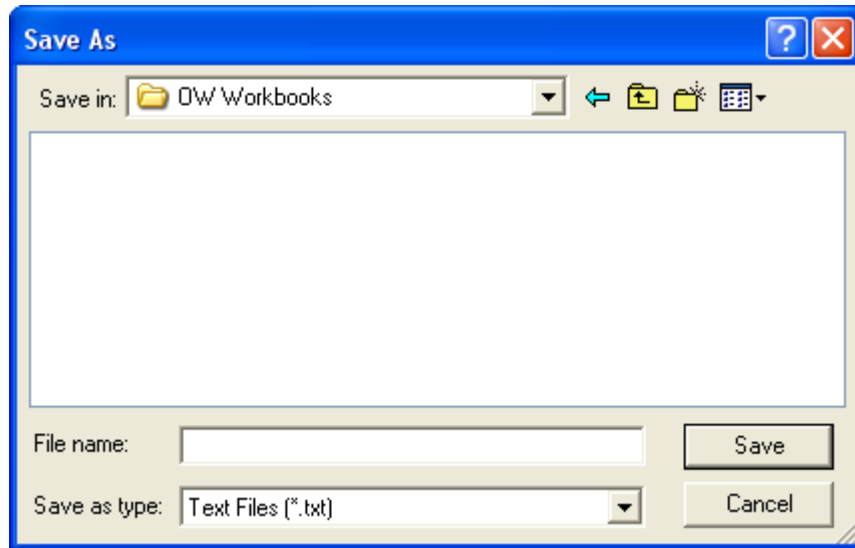 Save As
Save in: OW Workbooks
File name:
Save
Save as type: Text Files (*.txt)
Cancel